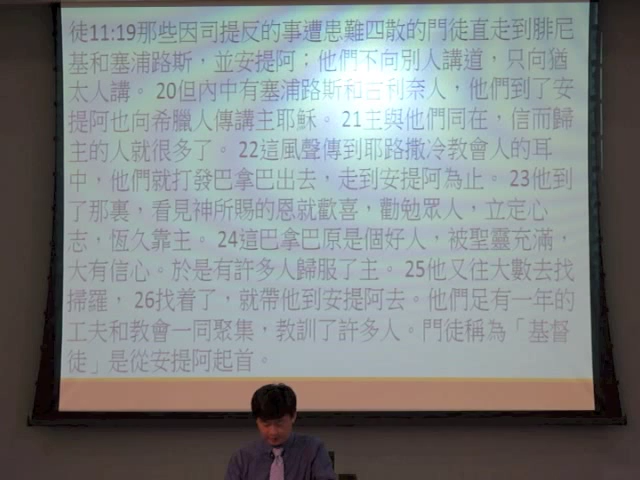 徒11:19那些因司提反的事遭患難四散的門徒直走到腓尼
基和塞浦路斯，並安提阿；他們不向別人講道，只向猶
太人講。 20但內中有塞浦路斯和古利奈人，他們到了安
提阿也向希臘人傳講主耶穌。 21主與他們同在，信而歸
主的人就很多了。 22這風聲傳到耶路撒冷教會人的耳
中，他們就打發巴拿巴出去，走到安提阿為止。 23他到
了那裏，看見神所賜的恩就歡喜，勸勉眾人，立定心
志，恆久靠主。 24這巴拿巴原是個好人，被聖靈充滿，
大有信心。於是有許多人歸服了主。 25他又往大數去找
掃羅， 26找着了，就帶他到安提阿去。他們足有一年的
工夫和教會一同聚集，教訓了許多人。門徒稱為「基督
徒」是從安提阿起首。